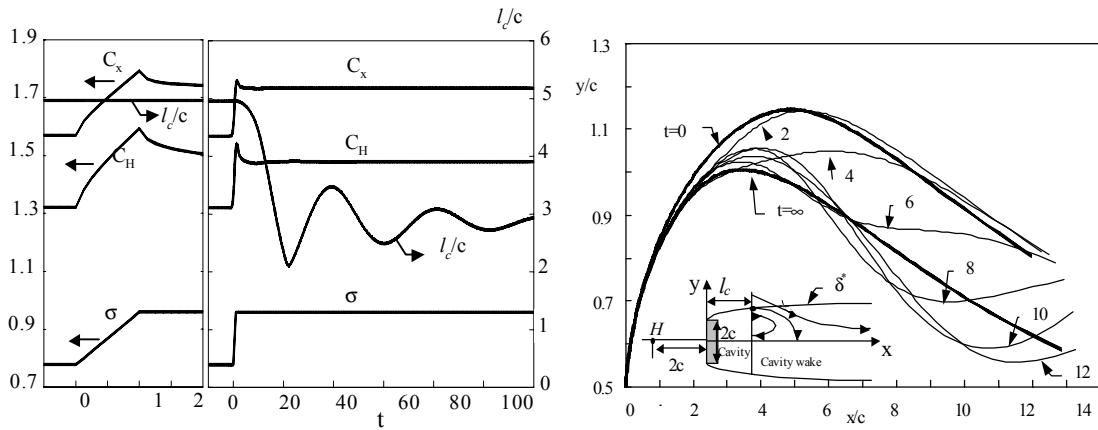 l_c/c
1.9
1.7
1.5
1.3
1.1
0.9
0.7
C_x
l_c/c
C_H
σ
0 1 2
C_x
C_H
l_c/c
σ
6
5
4
3
2
1
0
0 20 40 60 80 100
t
1.3
y/c
1.1
0.9
0.7
0.5
t=0
2
4
t=∞
6
8
10
12
y
l_c
δ*
H
2c
2c
Cavity
x
Cavity wake
0 2 4 6 8 10 12 14
x/c